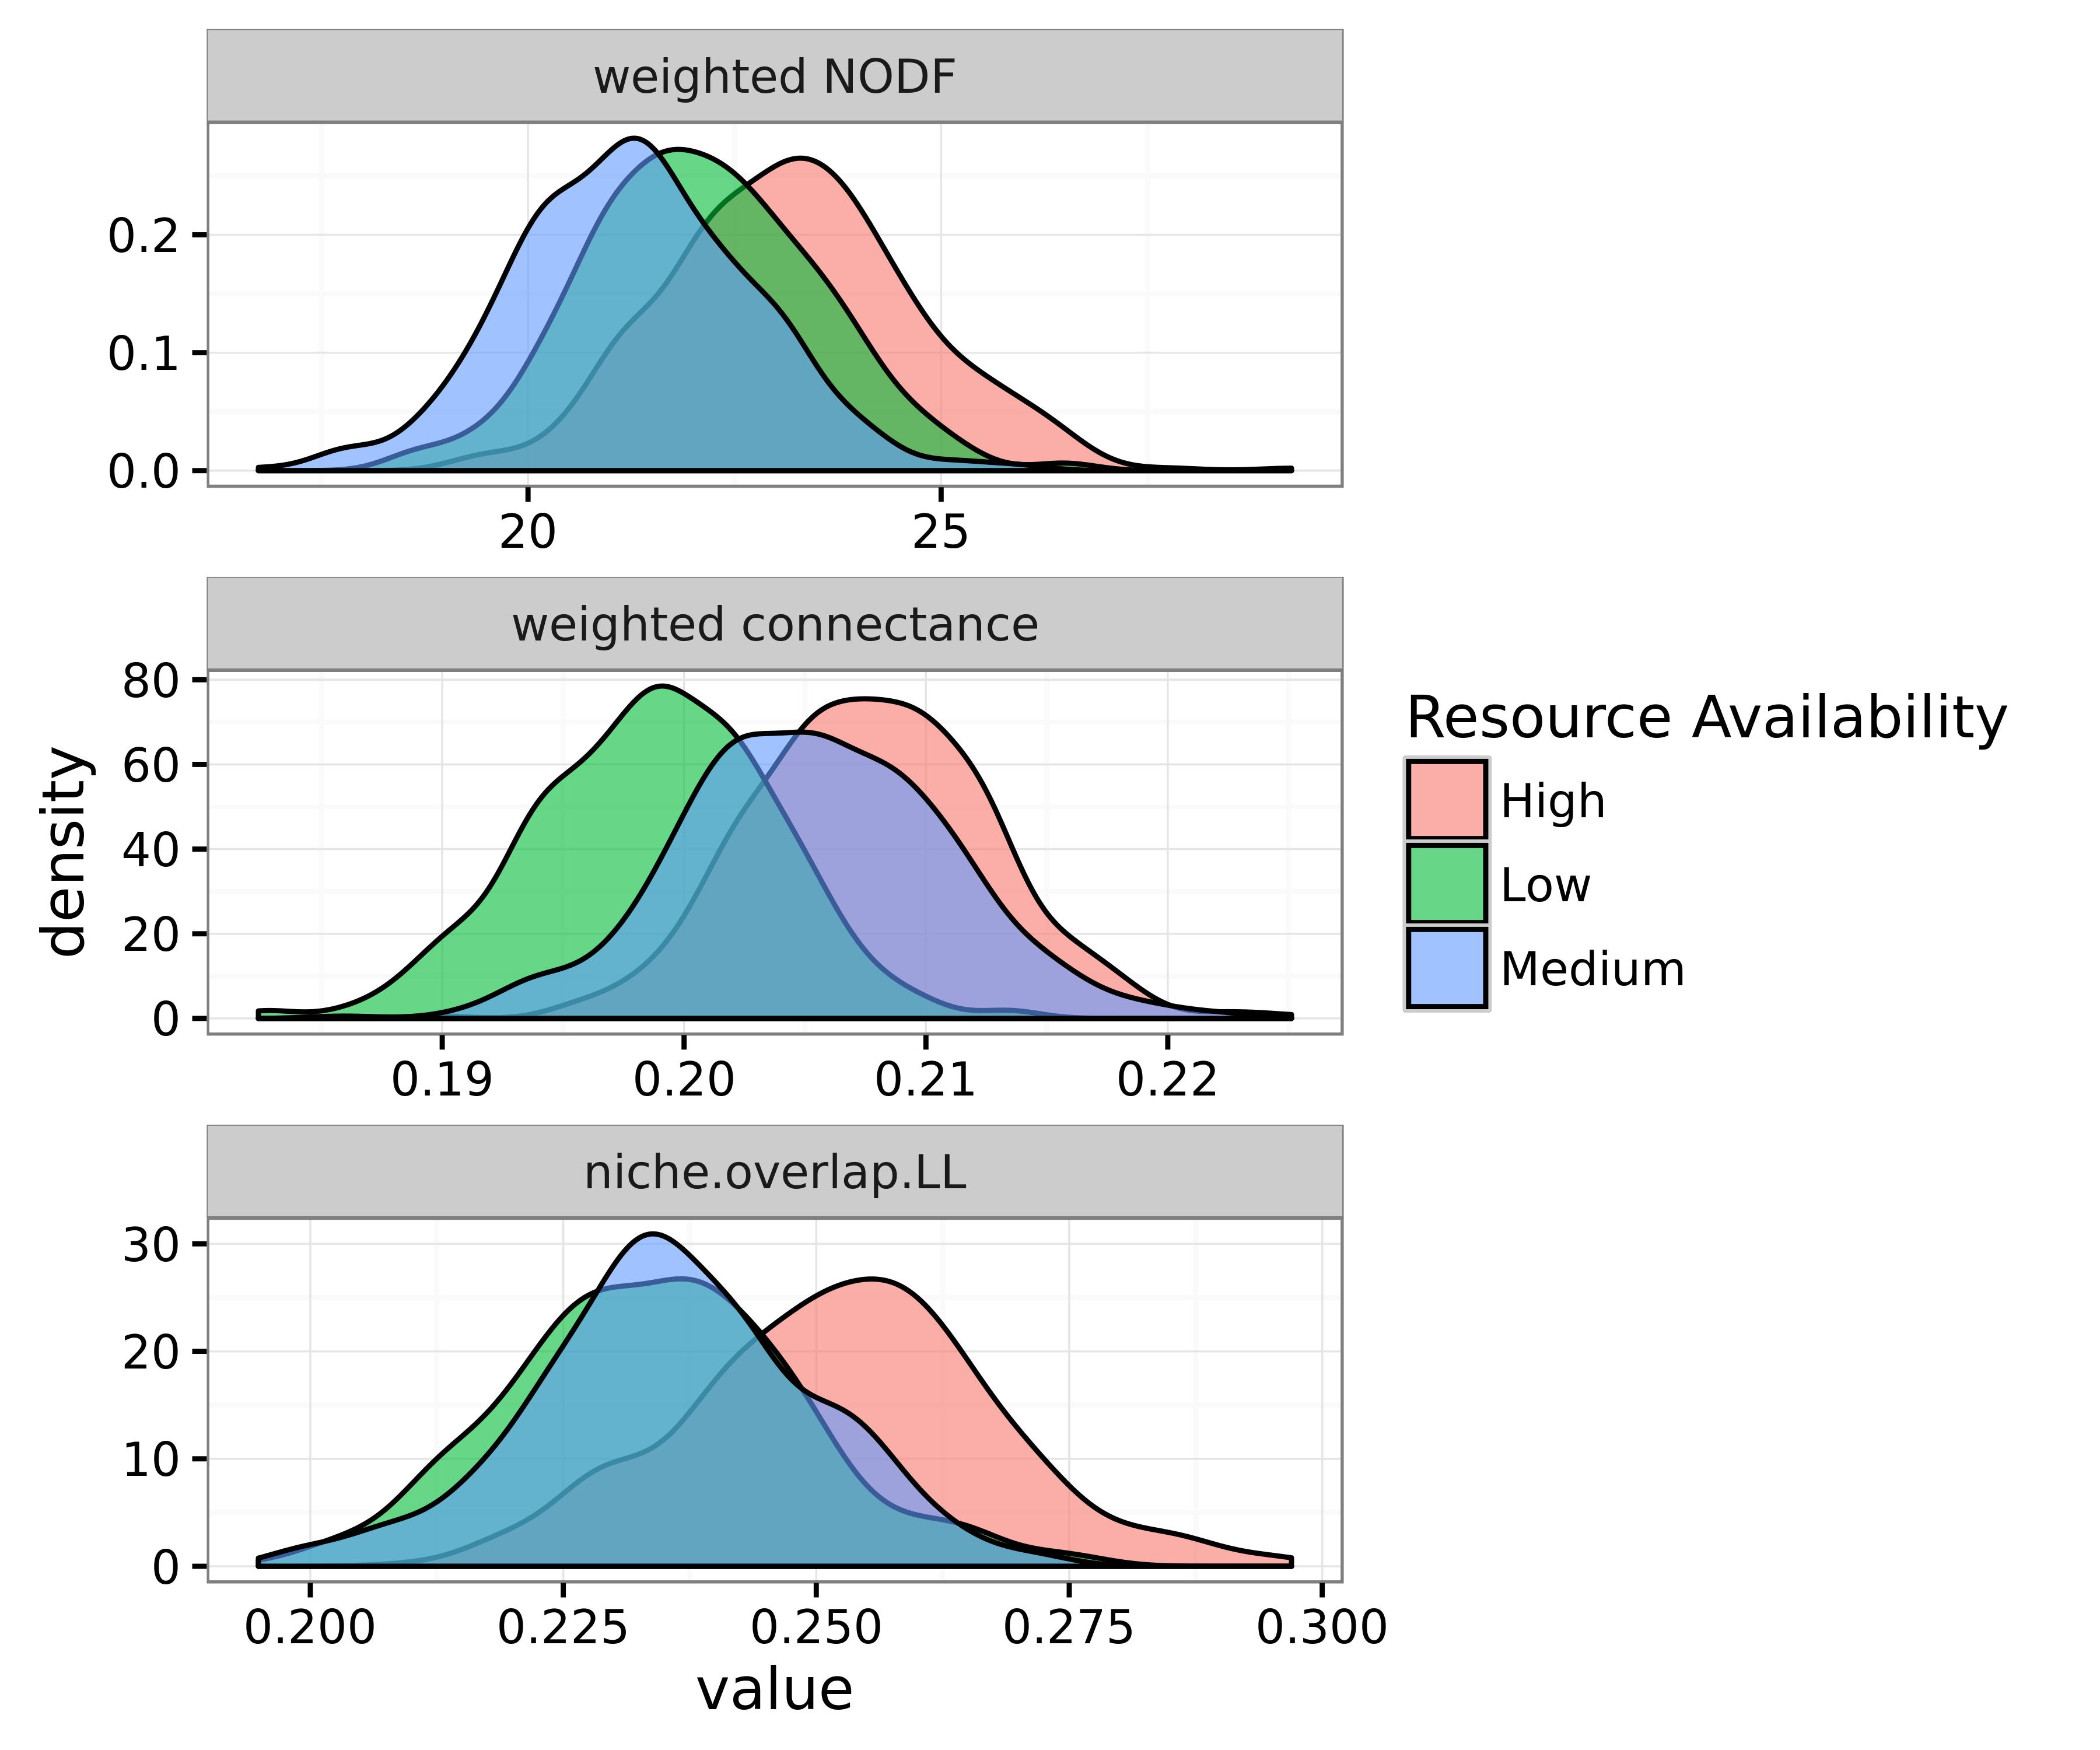 weighted NODF
0.2
0.1
0.0
20 25
weighted connectance
80
60
40
20
0
0.19 0.20 0.21 0.22
density
Resource Availability
High
Low
Medium
niche.overlap.LL
30
20
10
0
0.200 0.225 0.250 0.275 0.300
value